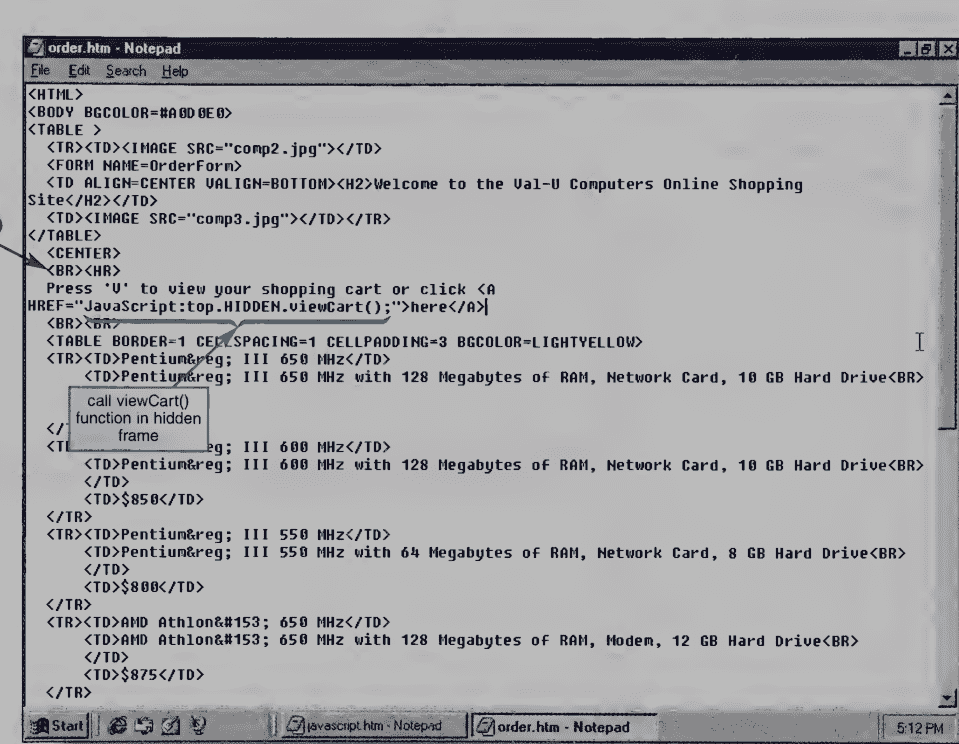 order.htm - Notepad
File Edit Search Help
<HTML>
<BODY BGCOLOR=#A0D0E0>
<TABLE >
<TR><TD><IMAGE SRC="comp2.jpg"></TD>
<FORM NAME=OrderForm>
<TD ALIGN=CENTER VALIGN=BOTTOM><H2>Welcome to the Val-U Computers Online Shopping
Site</H2></TD>
<TD><IMAGE SRC="comp3.jpg"></TD></TR>
</TABLE>
<CENTER>
<BR><HR>
Press 'V' to view your shopping cart or click <A
HREF="JavaScript:top.HIDDEN.viewCart();">here</A>
<BR><BR>
<TABLE BORDER=1 CELLSPACING=1 CELLPADDING=3 BGCOLOR=LIGHTYELLOW>
<TR><TD>Pentium&reg; III 650 MHz</TD>
<TD>Pentium&reg; III 650 MHz with 128 Megabytes of RAM, Network Card, 10 GB Hard Drive<BR>
call viewCart()
function in hidden
frame
eg; III 600 MHz</TD>
<TD>Pentium&reg; III 600 MHz with 128 Megabytes of RAM, Network Card, 10 GB Hard Drive<BR>
</TD>
<TD>$850</TD>
</TR>
<TR><TD>Pentium&reg; III 550 MHz</TD>
<TD>Pentium&reg; III 550 MHz with 64 Megabytes of RAM, Network Card, 8 GB Hard Drive<BR>
</TD>
<TD>$800</TD>
</TR>
<TR><TD>AMD Athlon&#153; 650 MHz</TD>
<TD>AMD Athlon&#153; 650 MHz with 128 Megabytes of RAM, Modem, 12 GB Hard Drive<BR>
</TD>
<TD>$875</TD>
</TR>
Start javascript.htm - Notepad order.htm - Notepad 5:12 PM